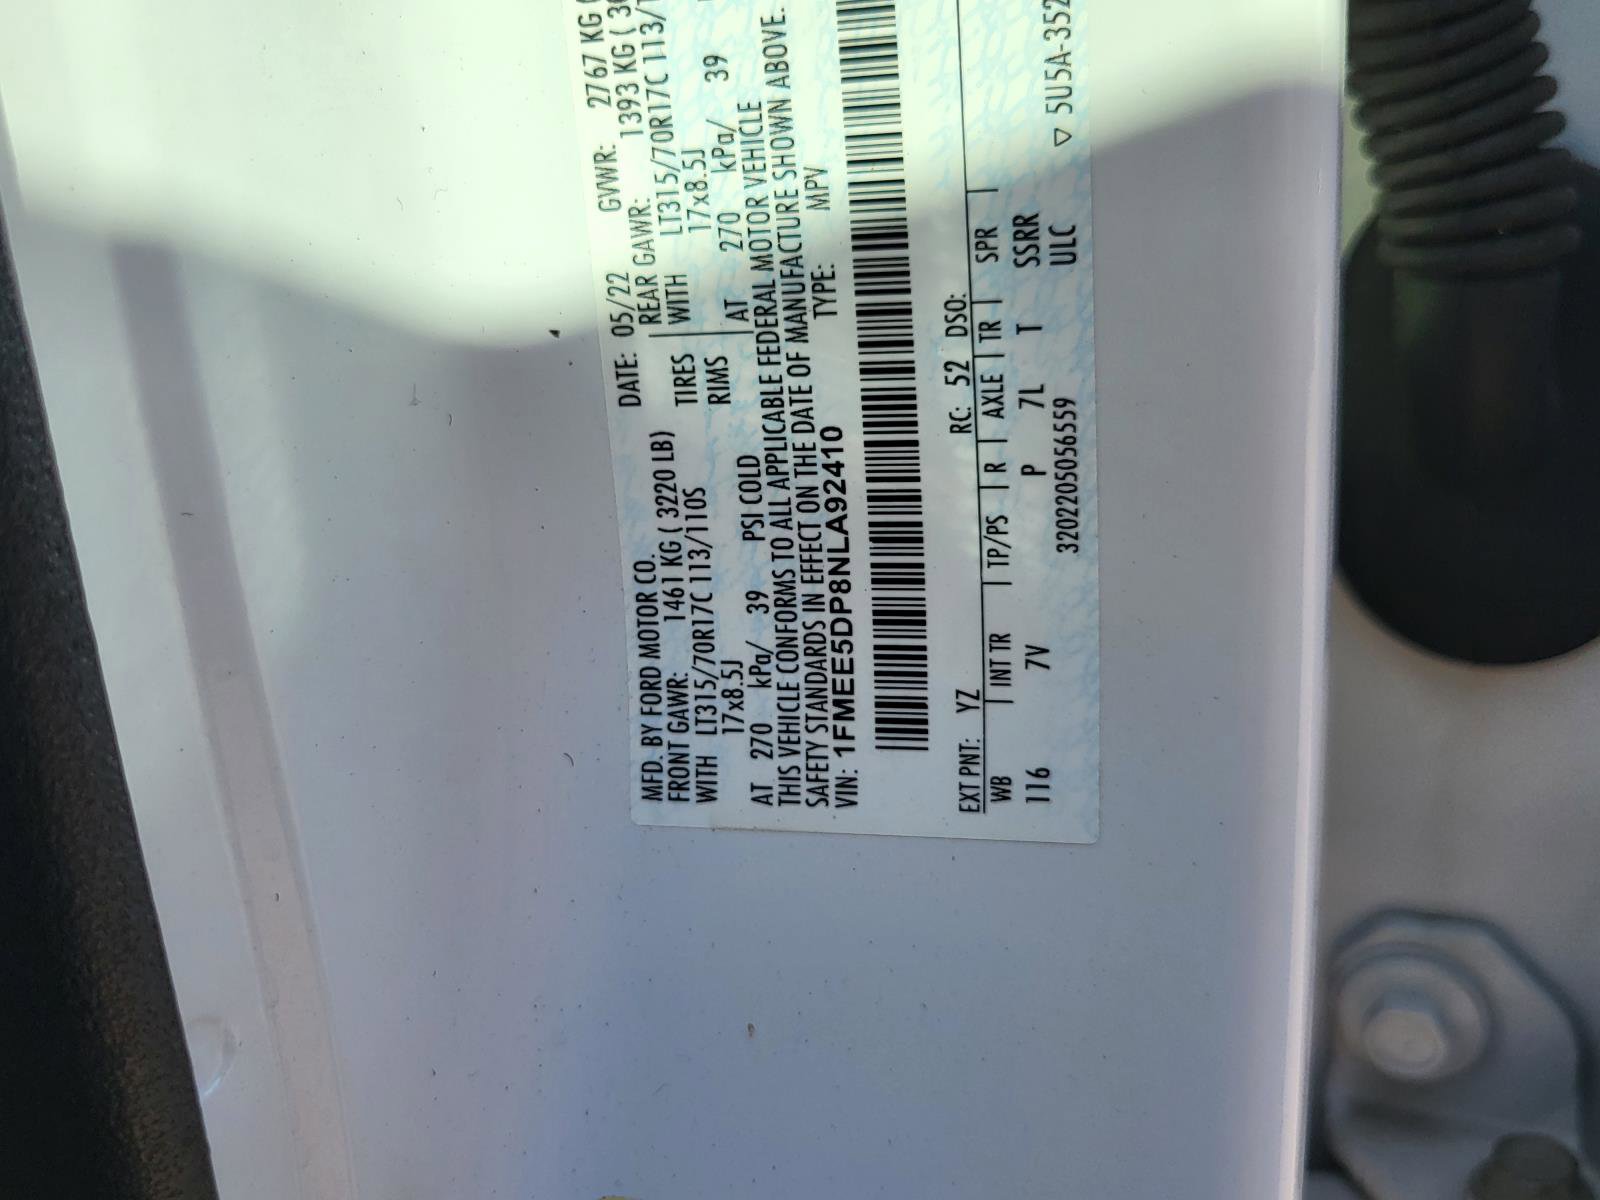 MFD. BY FORD MOTOR CO. DATE: 05/22 GVWR: 2767 KG (
FRONT GAWR: 1461 KG ( 3220 LB) REAR GAWR: 1393 KG (
WITH LT315/70R17C 113/110S TIRES WITH LT315/70R17C 113/
17x8.5J RIMS 17x8.5J
AT 270 kPa/ 39 PSI COLD AT 270 kPa/ 39
THIS VEHICLE CONFORMS TO ALL APPLICABLE FEDERAL MOTOR VEHICLE
SAFETY STANDARDS IN EFFECT ON THE DATE OF MANUFACTURE SHOWN ABOVE.
VIN: 1FMEE5DP8NLA92410 TYPE: MPV
EXT PNT: YZ RC: 52 DSO:
WB | INT TR | TP/PS | R | AXLE | TR | SPR |
116 7V P 7L T SSRR
3202205056559 ULC ▽ 5U5A-352